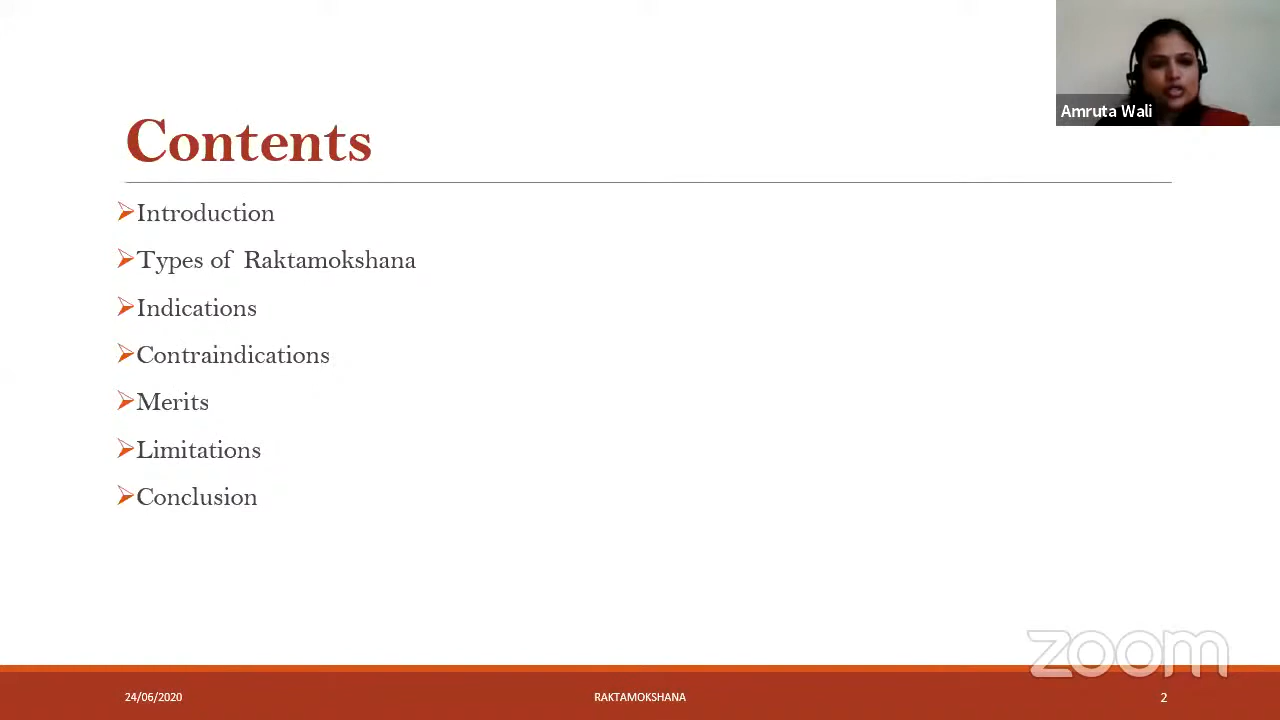 Amruta Wali
Contents
Introduction
Types of Raktamokshana
Indications
Contraindications
Merits
Limitations
Conclusion
zoom
24/06/2020
RAKTAMOKSHANA
2